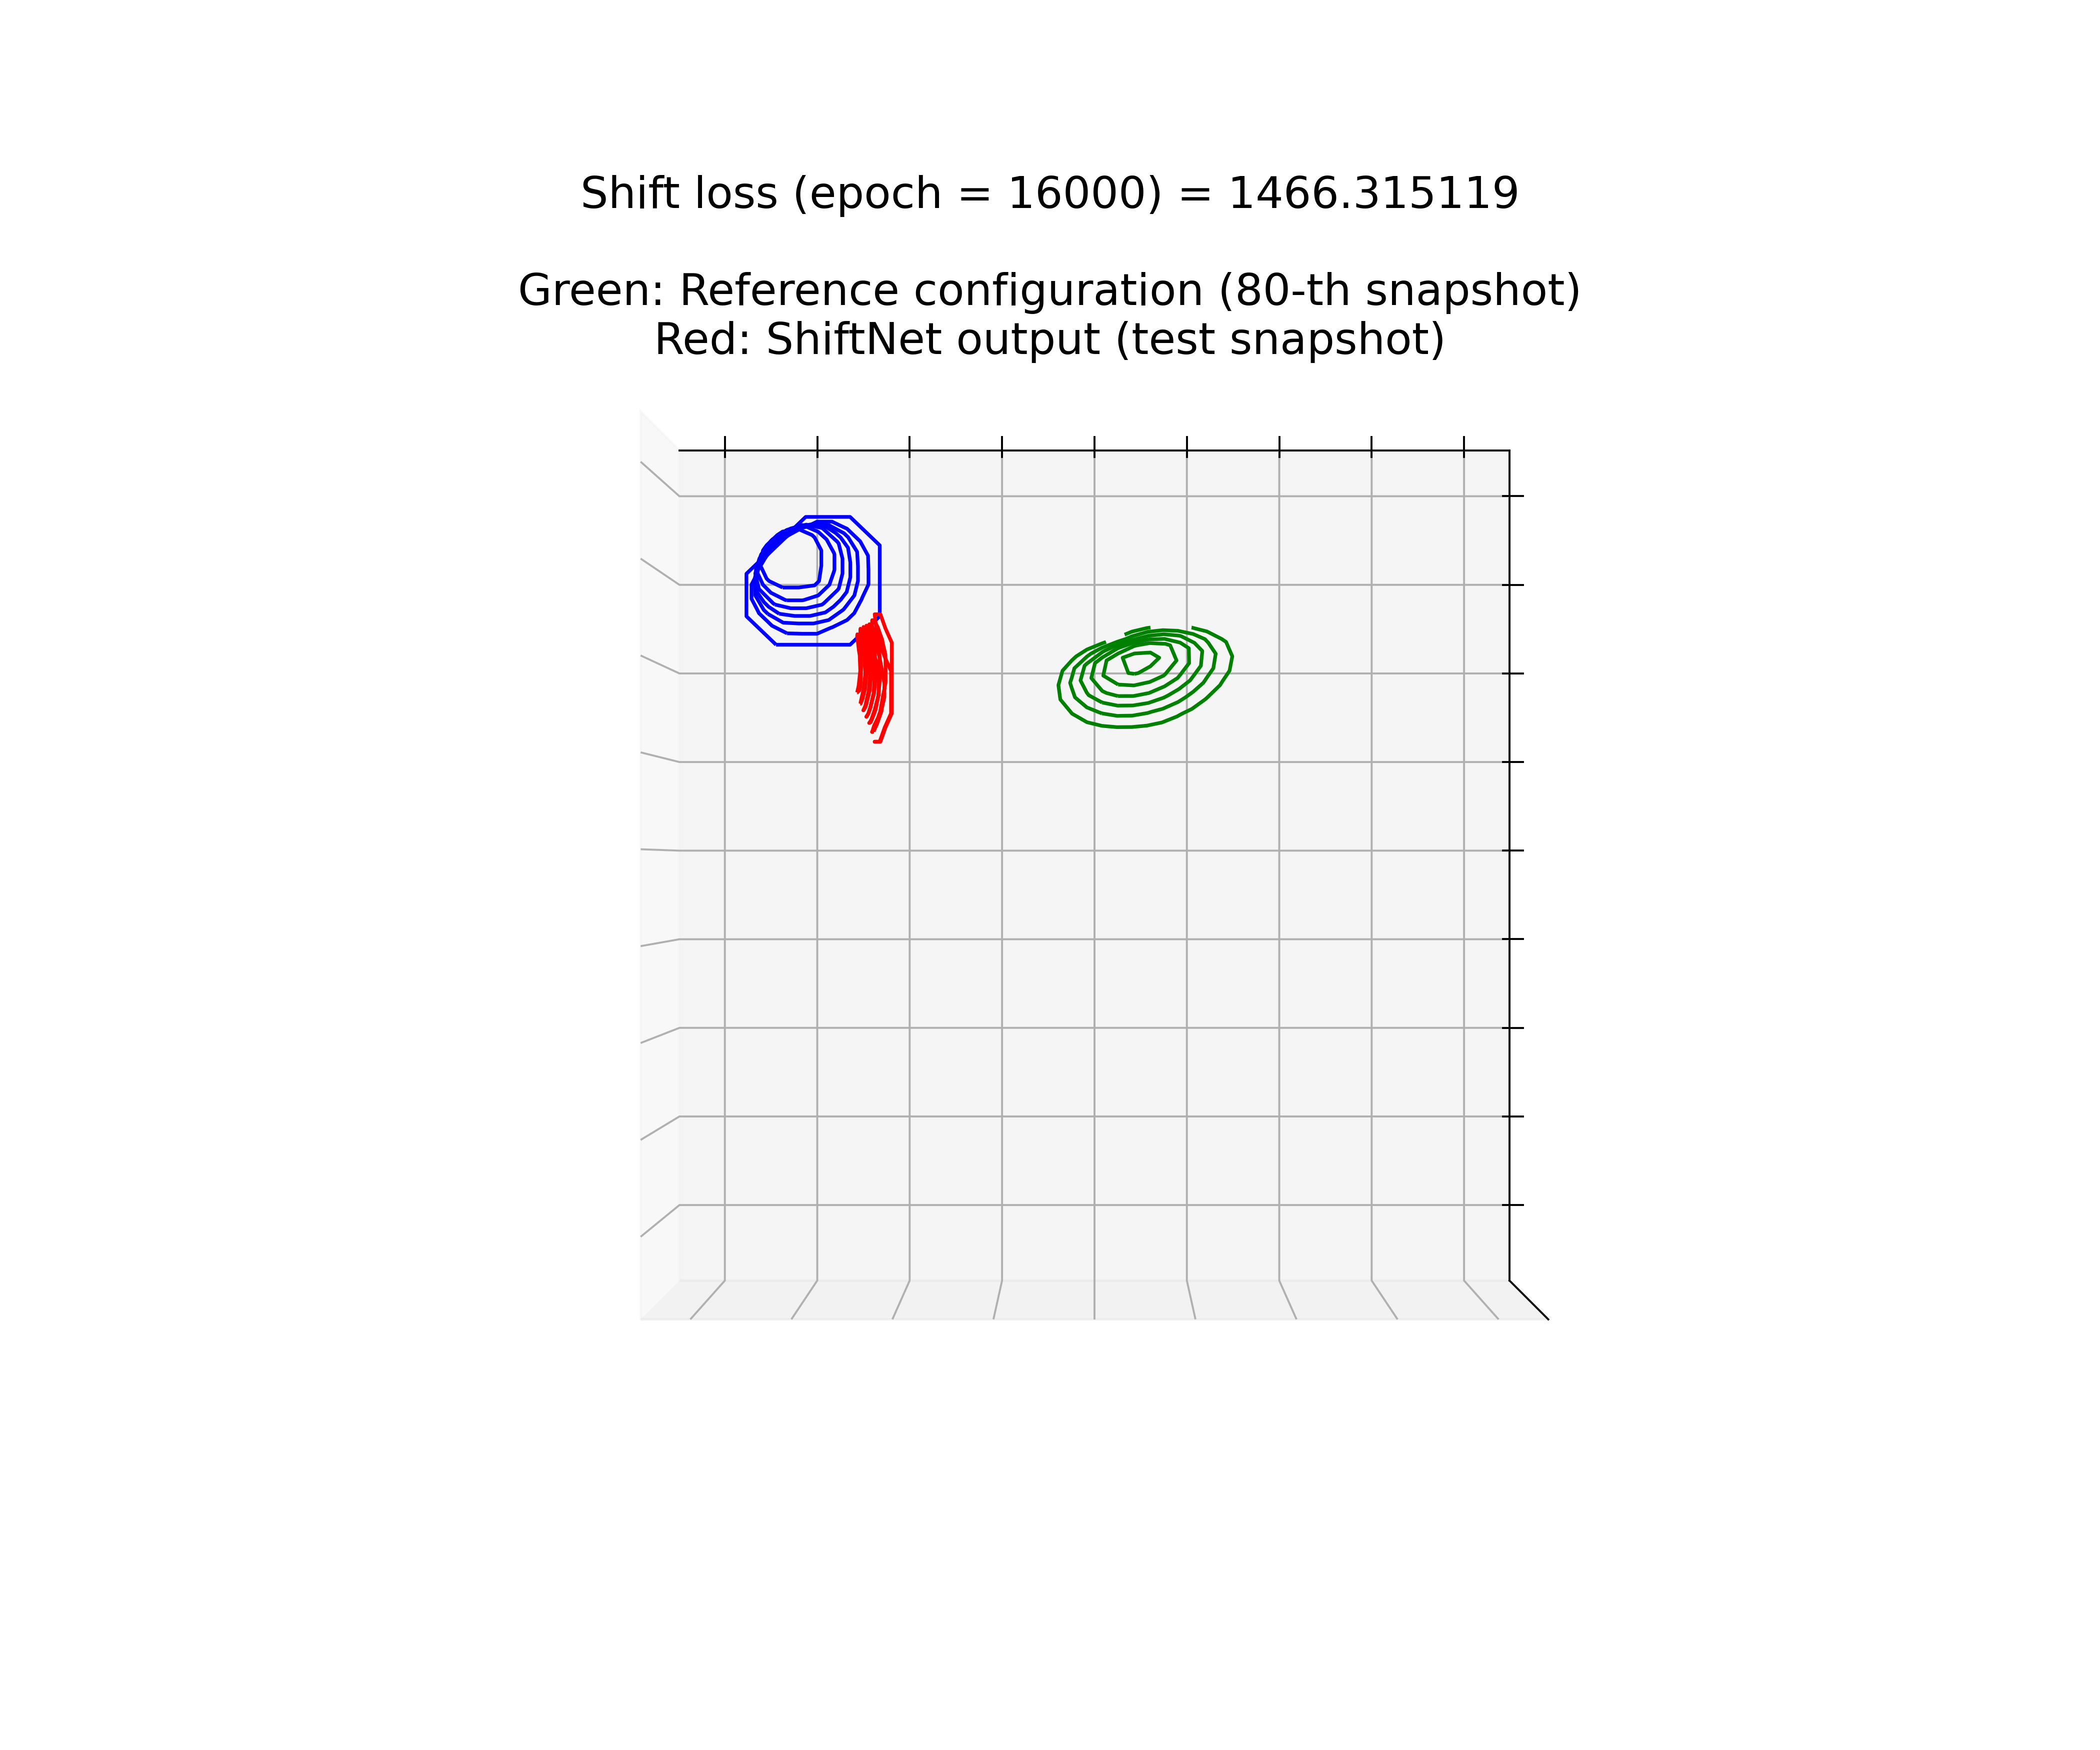 Shift loss (epoch = 16000) = 1466.315119
Green: Reference configuration (80-th snapshot)
Red: ShiftNet output (test snapshot)